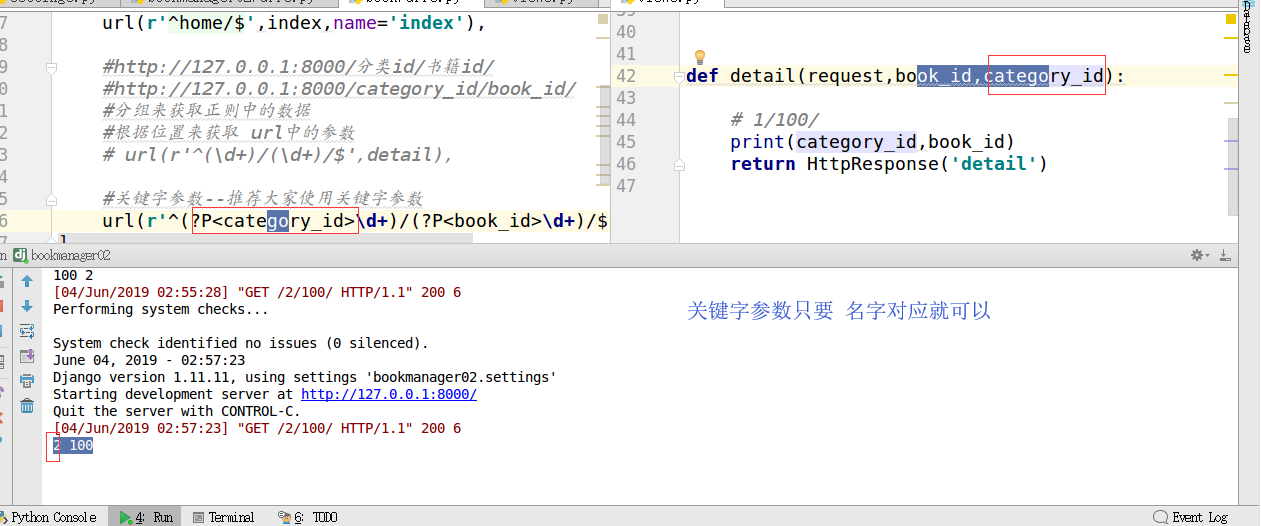 url(r'^home/$',index,name='index'),
#http://127.0.0.1:8000/分类id/书籍id/
#http://127.0.0.1:8000/category_id/book_id/
#分组来获取正则中的数据
#根据位置来获取 url中的参数
# url(r'^(\d+)/(\d+)/$',detail),
#关键字参数--推荐大家使用关键字参数
url(r'^(?P<category_id>\d+)/(?P<book_id>\d+)/$
40
41
42 def detail(request,book_id,category_id):
43
44 # 1/100/
45 print(category_id,book_id)
46 return HttpResponse('detail')
47
bookmanager02
100 2
[04/Jun/2019 02:55:28] "GET /2/100/ HTTP/1.1" 200 6
Performing system checks...
System check identified no issues (0 silenced).
June 04, 2019 - 02:57:23
Django version 1.11.11, using settings 'bookmanager02.settings'
Starting development server at http://127.0.0.1:8000/
Quit the server with CONTROL-C.
[04/Jun/2019 02:57:23] "GET /2/100/ HTTP/1.1" 200 6
2 100
关键字参数只要 名字对应就可以
Python Console
4: Run
Terminal
6: TODO
Event Log